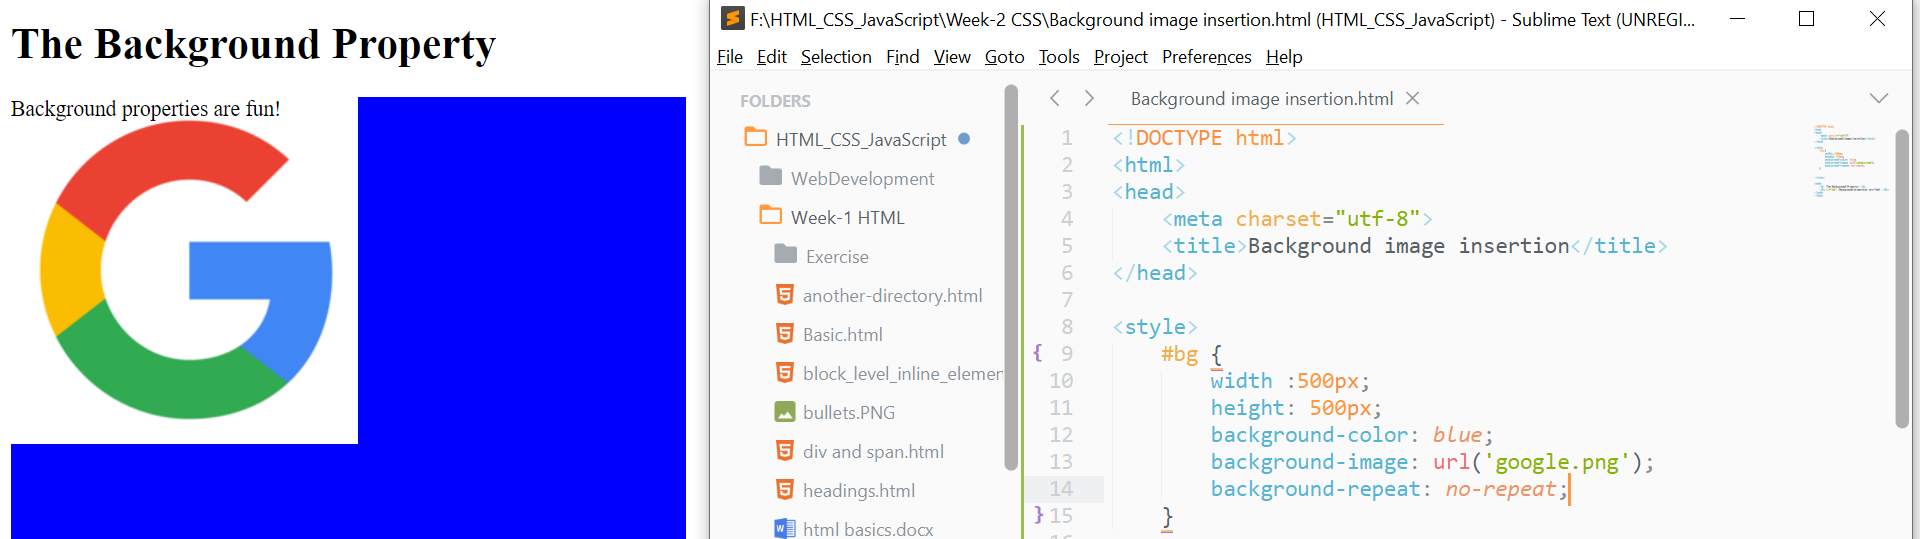 The Background Property
Background properties are fun!
F:\HTML_CSS_JavaScript\Week-2 CSS\Background image insertion.html (HTML_CSS_JavaScript) - Sublime Text (UNREGI...
File Edit Selection Find View Goto Tools Project Preferences Help
FOLDERS
HTML_CSS_JavaScript
WebDevelopment
Week-1 HTML
Exercise
another-directory.html
Basic.html
block_level_inline_elemen
bullets.PNG
div and span.html
headings.html
html basics.docx
Background image insertion.html
1 <!DOCTYPE html>
2 <html>
3 <head>
4 <meta charset="utf-8">
5 <title>Background image insertion</title>
6 </head>
7
8 <style>
9 #bg {
10 width :500px;
11 height: 500px;
12 background-color: blue;
13 background-image: url('google.png');
14 background-repeat: no-repeat;
15 }